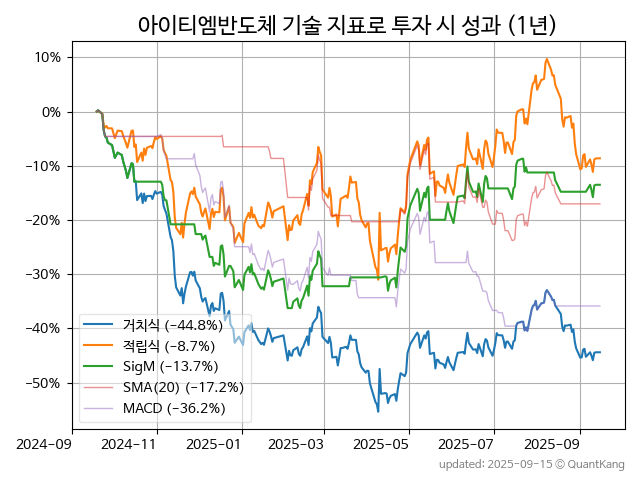 아이티엠반도체 기술 지표로 투자 시 성과 (1년)
10%
0%
−10%
−20%
−30%
−40%
−50%
거치식 (−44.8%)
적립식 (−8.7%)
SigM (−13.7%)
SMA(20) (−17.2%)
MACD (−36.2%)
2024-09 2024-11 2025-01 2025-03 2025-05 2025-07 2025-09
updated: 2025-09-15 © QuantKang